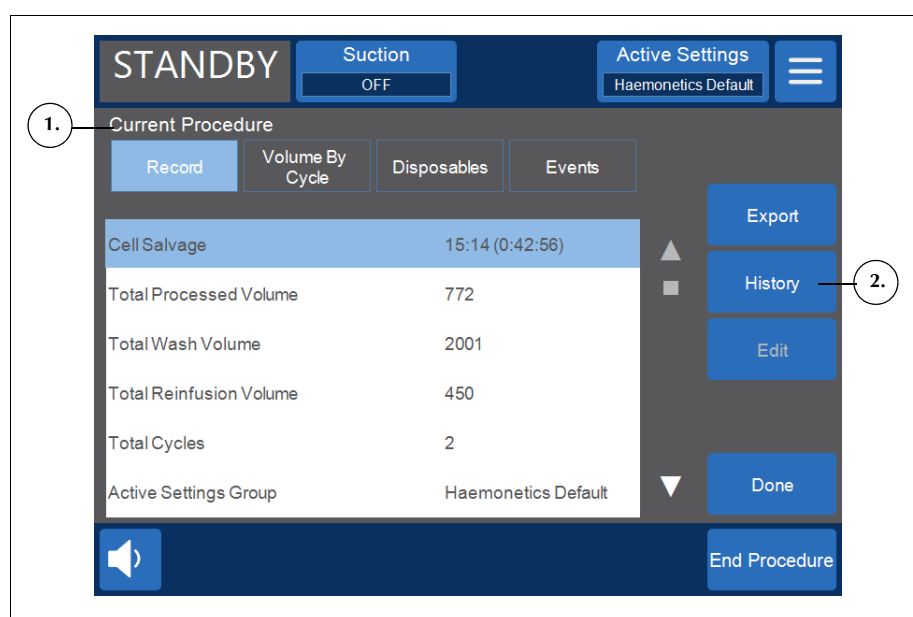 STANDBY
Suction
OFF
Active Settings
Haemonetics Default
1.
Current Procedure
Record
Volume By
Cycle
Disposables
Events
Export
Cell Salvage 15:14 (0:42:56)
History
2.
Total Processed Volume 772
Total Wash Volume 2001
Edit
Total Reinfusion Volume 450
Total Cycles 2
Active Settings Group Haemonetics Default
Done
End Procedure